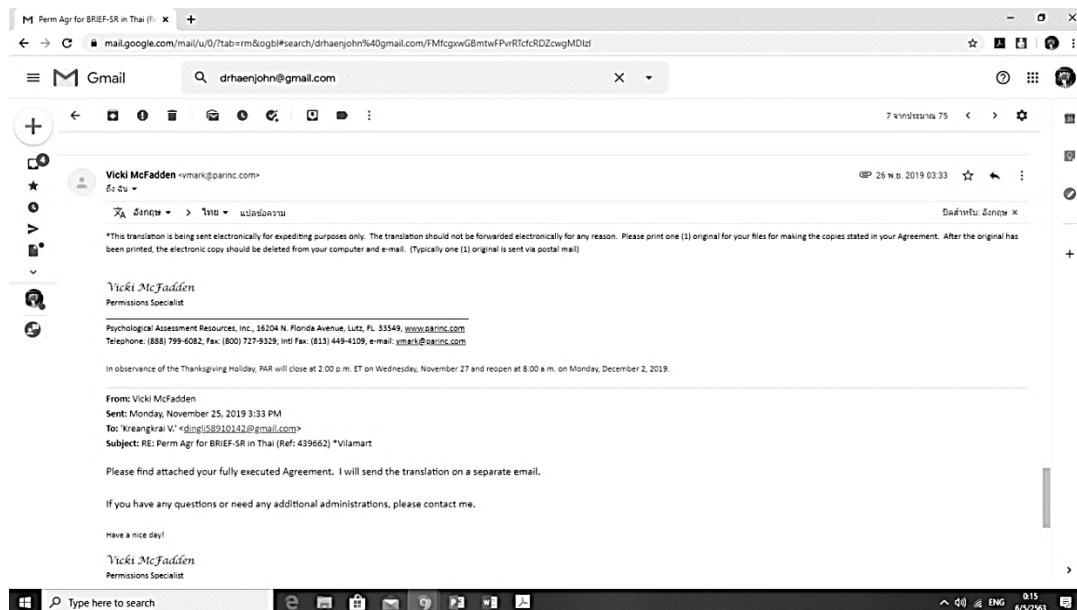 Perm Agr for BRIEF-SR in Thai (R
mail.google.com/mail/u/0/?tab=rm&ogbl#search/drhaenjohn%40gmail.com/FMfcgxwGBmtwFPvrRTcfcRDZcwgMDlzl
Gmail
drhaenjohn@gmail.com
7 จากประมาณ 75
4
Vicki McFadden <vmark@parinc.com>
26 พ.ย. 2019 03:33
ถึง ฉัน
อังกฤษ > ไทย แปลข้อความ
ปิดสำหรับ: อังกฤษ ×
*This translation is being sent electronically for expediting purposes only. The translation should not be forwarded electronically for any reason. Please print one (1) original for your files for making the copies stated in your Agreement. After the original has
been printed, the electronic copy should be deleted from your computer and e-mail. (Typically one (1) original is sent via postal mail)
Vicki McFadden
Permissions Specialist
Psychological Assessment Resources, Inc., 16204 N. Florida Avenue, Lutz, FL 33549, www.parinc.com
Telephone: (888) 799-6082; Fax: (800) 727-9329; Intl Fax: (813) 449-4109; e-mail: vmark@parinc.com
In observance of the Thanksgiving Holiday, PAR will close at 2:00 p.m. ET on Wednesday, November 27 and reopen at 8:00 a.m. on Monday, December 2, 2019.
From: Vicki McFadden
Sent: Monday, November 25, 2019 3:33 PM
To: 'Kreangkrai V.' <dingli58910142@gmail.com>
Subject: RE: Perm Agr for BRIEF-SR in Thai (Ref: 439662) *Vilamart
Please find attached your fully executed Agreement. I will send the translation on a separate email.
If you have any questions or need any additional administrations, please contact me.
Have a nice day!
Vicki McFadden
Permissions Specialist
Type here to search
ENG
0:15
6/5/2563